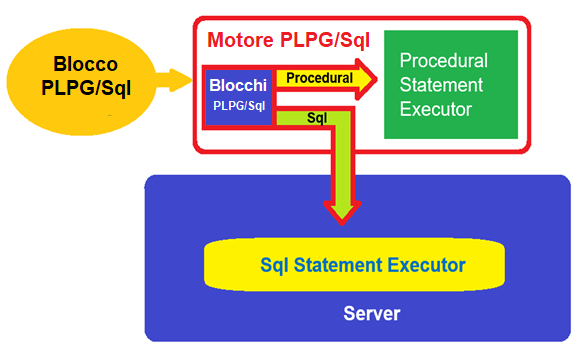 Blocco
PLPG/Sql
Motore PLPG/Sql
Blocchi
PLPG/Sql
Procedural
Sql
Procedural
Statement
Executor
Sql Statement Executor
Server